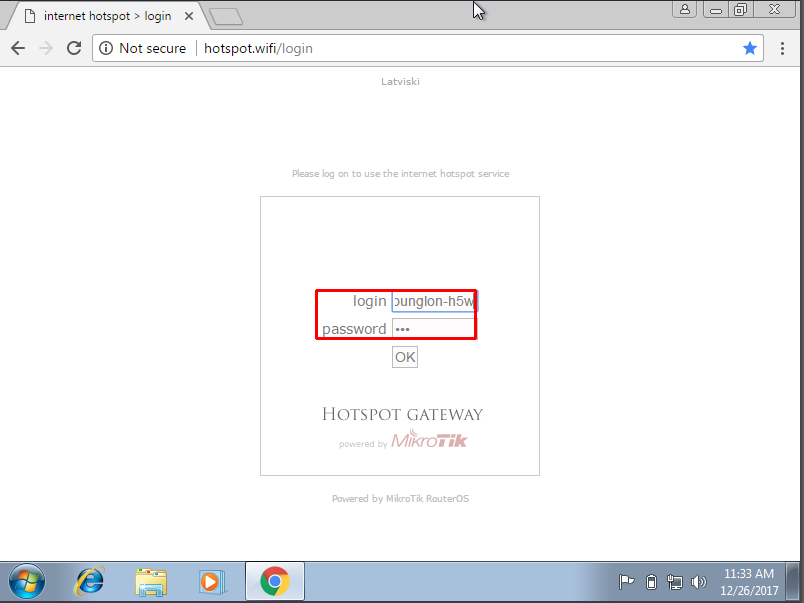 internet hotspot > login
Not secure
hotspot.wifi/login
Latviski
Please log on to use the internet hotspot service
login
ounglon-h5w
password •••
OK
HOTSPOT GATEWAY
powered by MikroTik
Powered by MikroTik RouterOS
11:33 AM
12/26/2017